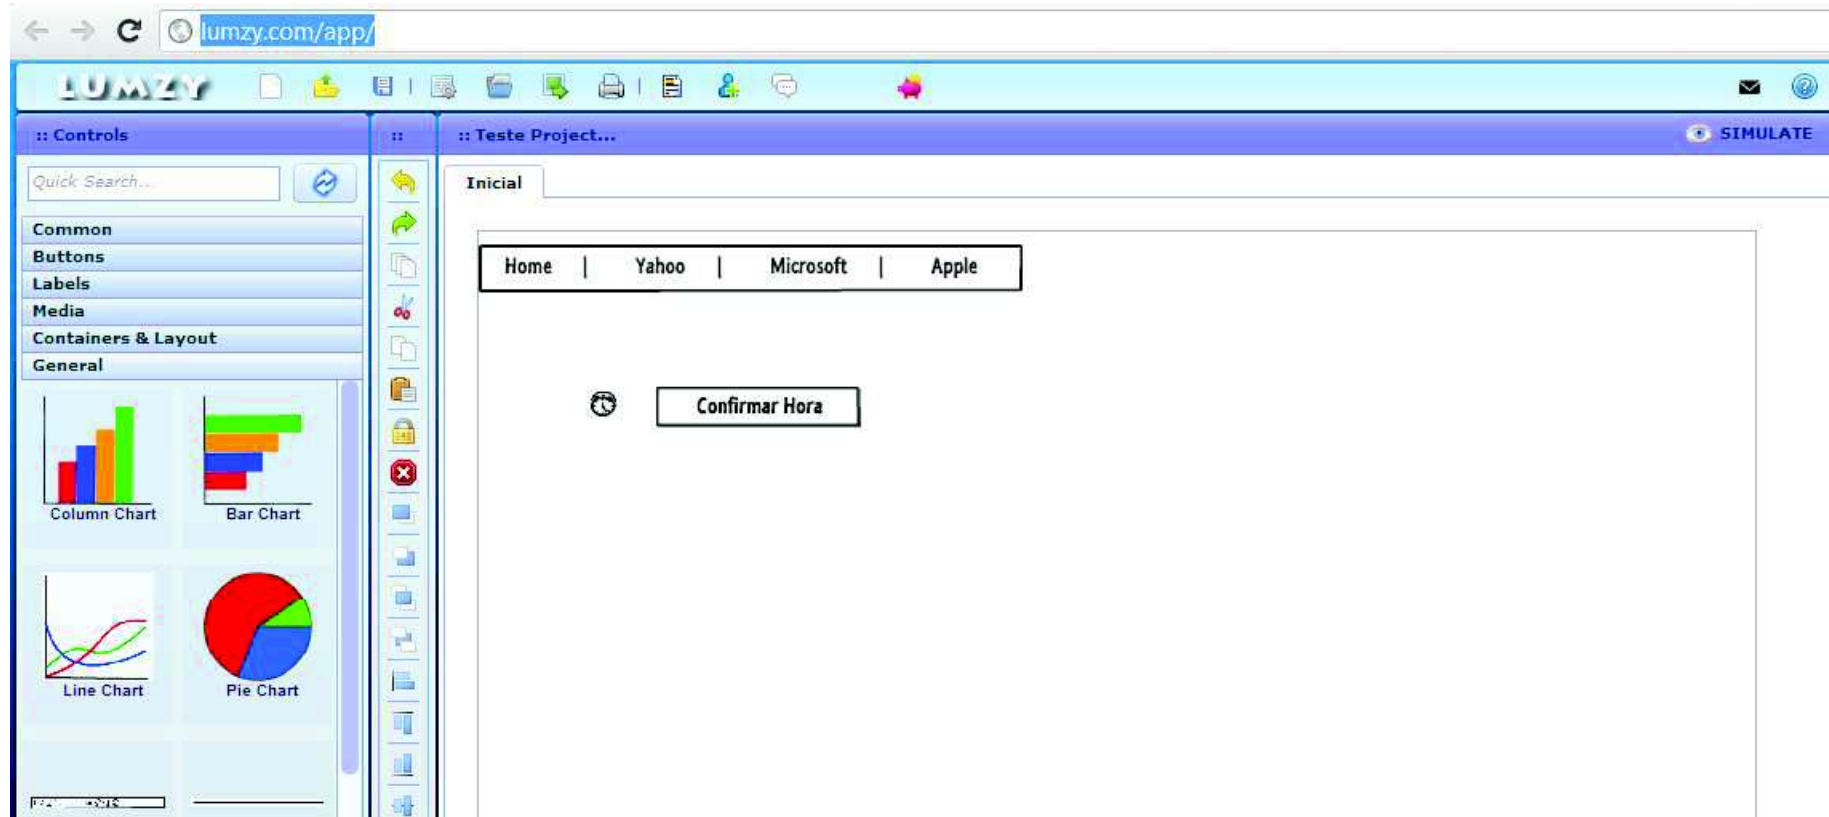 lumzy.com/app/
LUMZY
:: Controls
::
:: Teste Project...
SIMULATE
Quick Search...
Inicial
Common
Buttons
Labels
Media
Containers & Layout
General
Home | Yahoo | Microsoft | Apple
Confirmar Hora
Column Chart
Bar Chart
Line Chart
Pie Chart